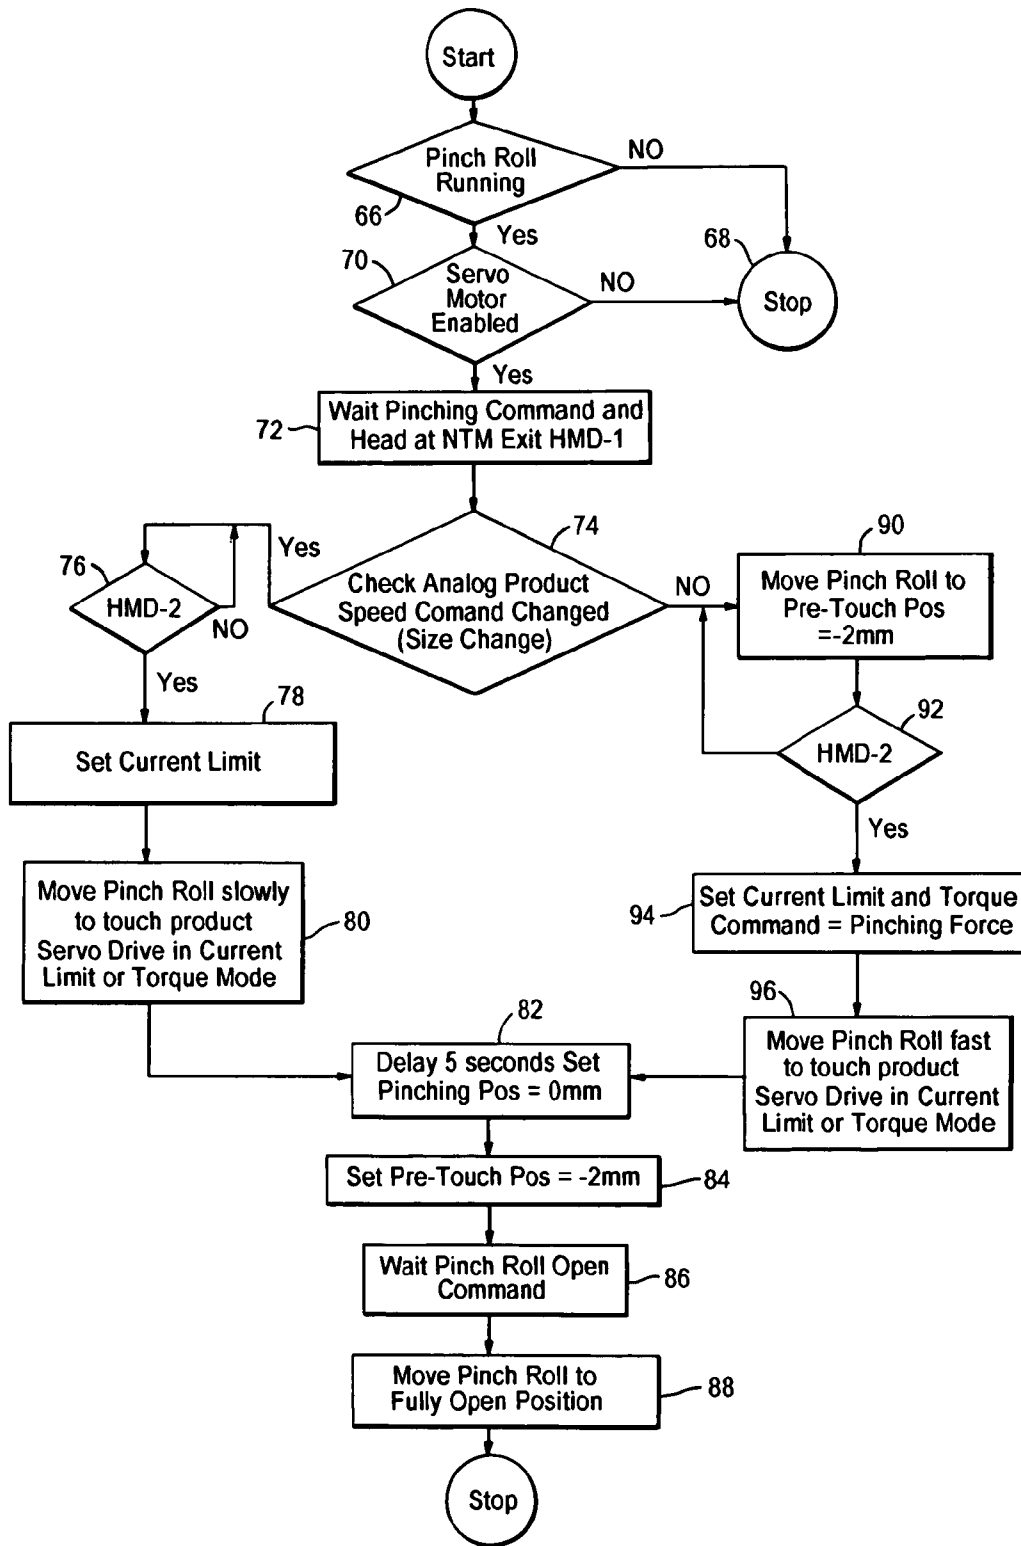 Start
Pinch Roll
Running
NO
66
Yes
70
Servo
Motor
Enabled
NO
68
Stop
Yes
72
Wait Pinching Command and
Head at NTM Exit HMD-1
74
Check Analog Product
Speed Comand Changed
(Size Change)
Yes
NO
76
HMD-2
NO
Yes
78
Set Current Limit
Move Pinch Roll slowly
to touch product
Servo Drive in Current
Limit or Torque Mode
80
90
Move Pinch Roll to
Pre-Touch Pos
=-2mm
92
HMD-2
Yes
94
Set Current Limit and Torque
Command = Pinching Force
96
Move Pinch Roll fast
to touch product
Servo Drive in Current
Limit or Torque Mode
82
Delay 5 seconds Set
Pinching Pos = 0mm
Set Pre-Touch Pos = -2mm
84
Wait Pinch Roll Open
Command
86
Move Pinch Roll to
Fully Open Position
88
Stop